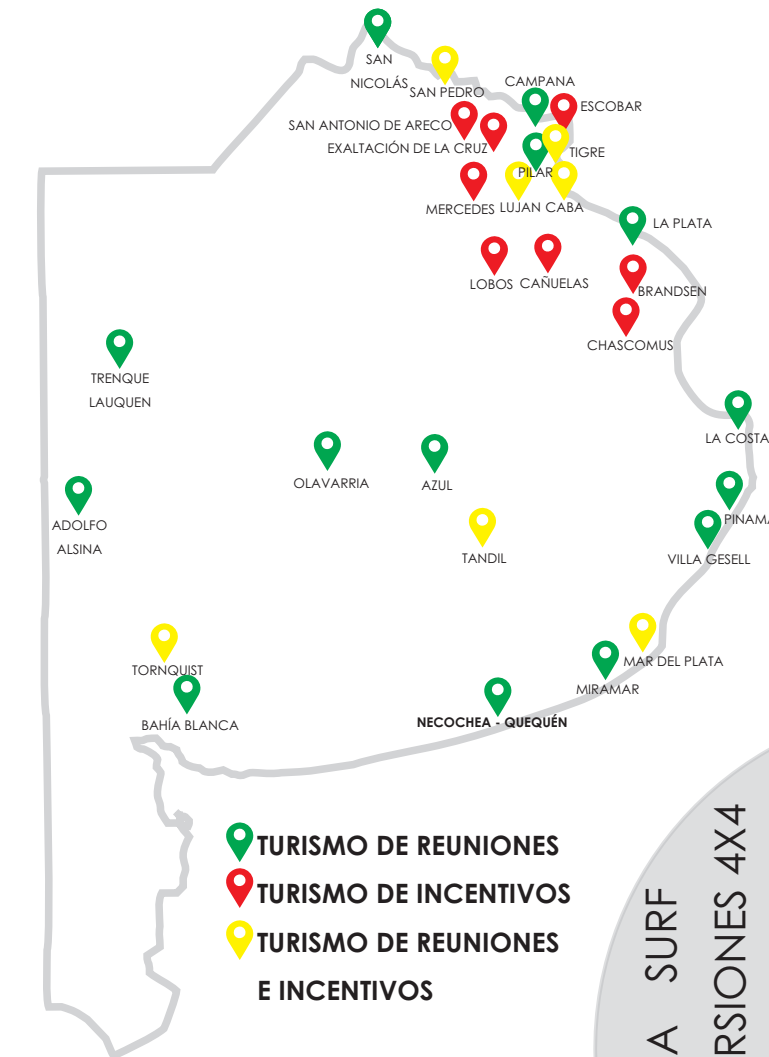 SAN
NICOLÁS
SAN PEDRO
CAMPANA
ESCOBAR
SAN ANTONIO DE ARECO
EXALTACIÓN DE LA CRUZ
TIGRE
PILAR
MERCEDES
LUJAN
CABA
LA PLATA
LOBOS
CAÑUELAS
BRANDSEN
CHASCOMUS
TRENQUE
LAUQUEN
LA COSTA
OLAVARRIA
AZUL
ADOLFO
ALSINA
PINAMA
TANDIL
VILLA GESELL
TORNQUIST
MAR DEL PLATA
MIRAMAR
BAHÍA BLANCA
NECOCHEA - QUEQUÉN
TURISMO DE REUNIONES
TURISMO DE INCENTIVOS
TURISMO DE REUNIONES
E INCENTIVOS
A SURF
RSIONES 4X4